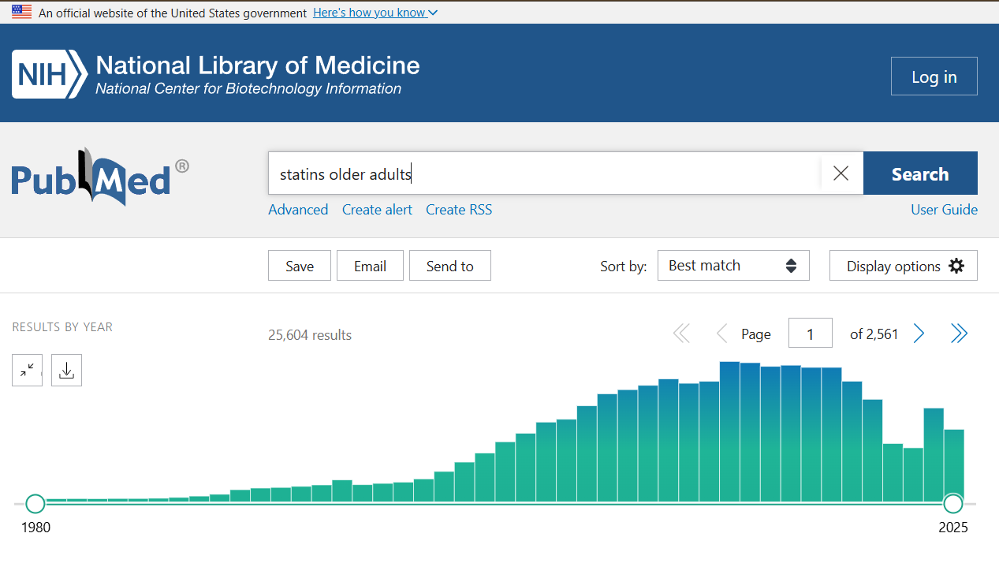 An official website of the United States government Here's how you know
NIH National Library of Medicine
National Center for Biotechnology Information
Log in
PubMed®
statins older adults
Search
Advanced Create alert Create RSS User Guide
Save Email Send to Sort by: Best match Display options
RESULTS BY YEAR
25,604 results Page 1 of 2,561
1980 2025